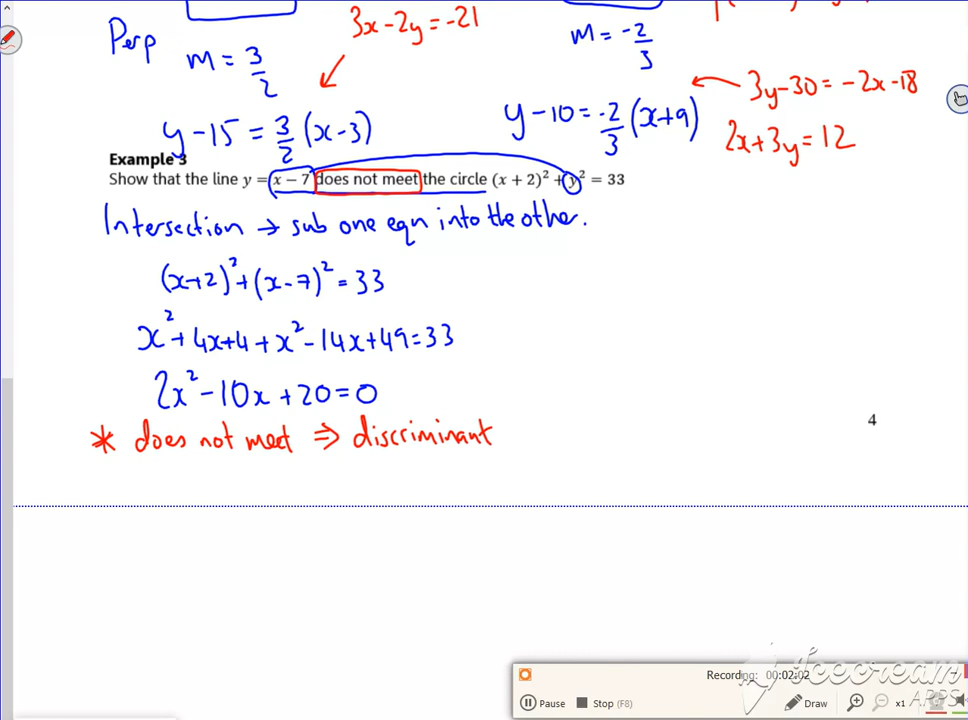 3x-2y = -21
Perp
m = 3/2
m = -2/3
3y-30 = -2x-18
y-15 = 3/2 (x-3)
y-10 = -2/3 (x+9)
2x+3y = 12
Example 3
Show that the line y = x − 7 does not meet the circle (x + 2)² + y² = 33
Intersection → sub one eqn into the other.
(x+2)² + (x-7)² = 33
x² + 4x+4 + x² - 14x+49 = 33
2x² - 10x + 20 = 0
* does not meet ⇒ discriminant
4
Recording: 00:02:02
Pause Stop (F8) Draw x1
Icecream
APPS